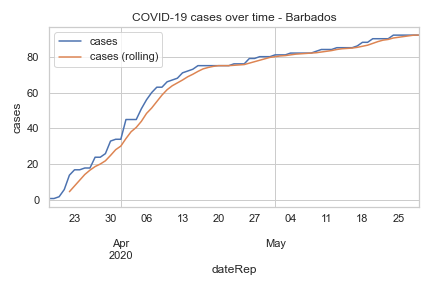 COVID-19 cases over time - Barbados
cases
cases (rolling)
cases
80
60
40
20
0
23 30 06 13 20 27 04 11 18 25
Apr May
2020
dateRep